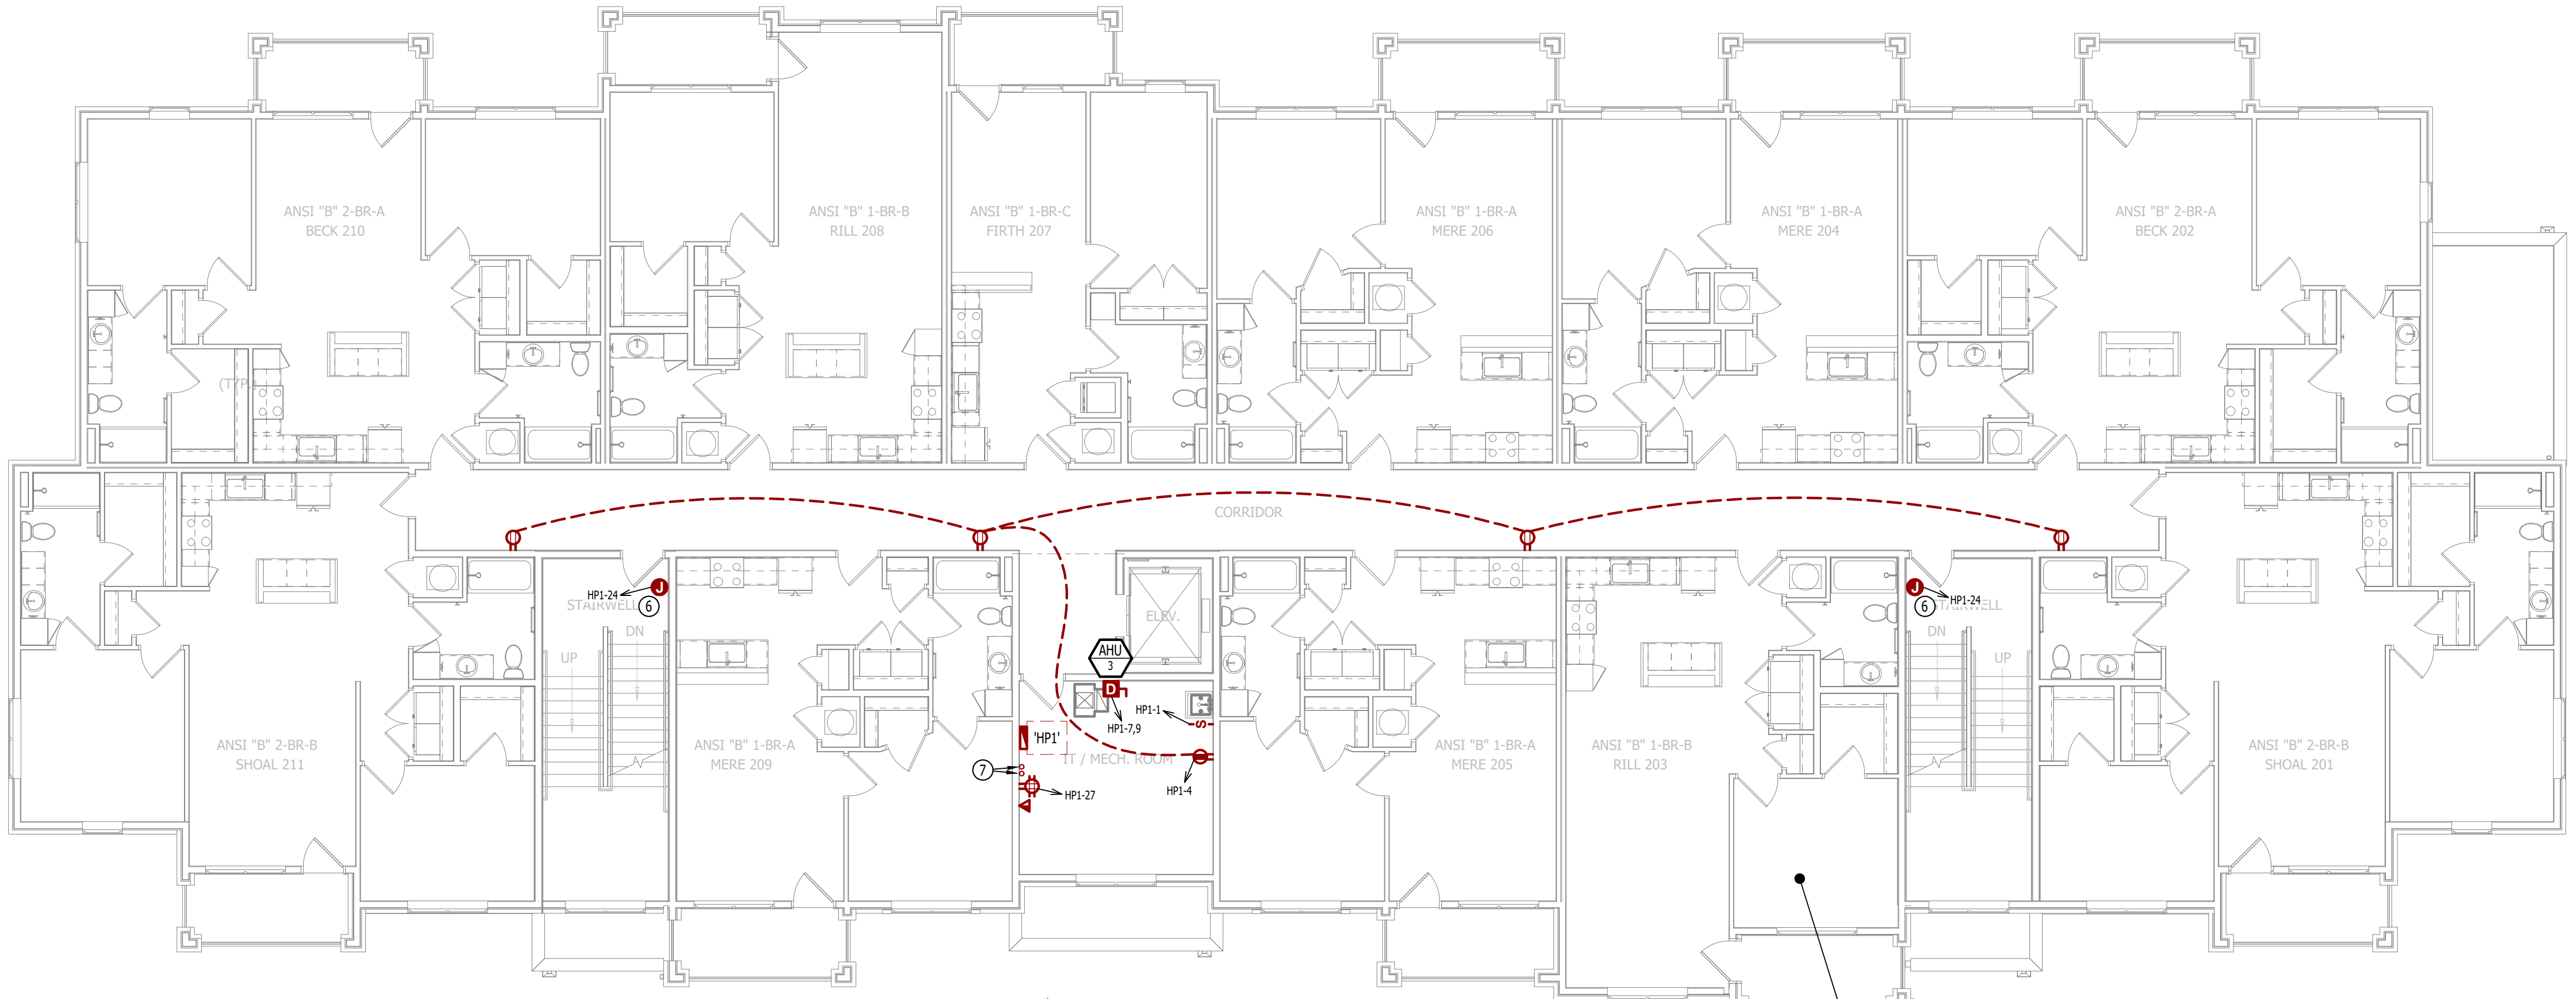 ANSI "B" 2-BR-A
BECK 210
ANSI "B" 1-BR-B
RILL 208
ANSI "B" 1-BR-C
FIRTH 207
ANSI "B" 1-BR-A
MERE 206
ANSI "B" 1-BR-A
MERE 204
ANSI "B" 2-BR-A
BECK 202
(TYP.)
CORRIDOR
J
HP1-24
STAIRWELL
6
DN
UP
ELEV.
AHU
3
D
HP1-7,9
HP1-1
S
'HP1'
IT / MECH. ROOM
7
HP1-27
HP1-4
J
HP1-24
6
STAIRWELL
DN
UP
ANSI "B" 2-BR-B
SHOAL 211
ANSI "B" 1-BR-A
MERE 209
ANSI "B" 1-BR-A
MERE 205
ANSI "B" 1-BR-B
RILL 203
ANSI "B" 2-BR-B
SHOAL 201